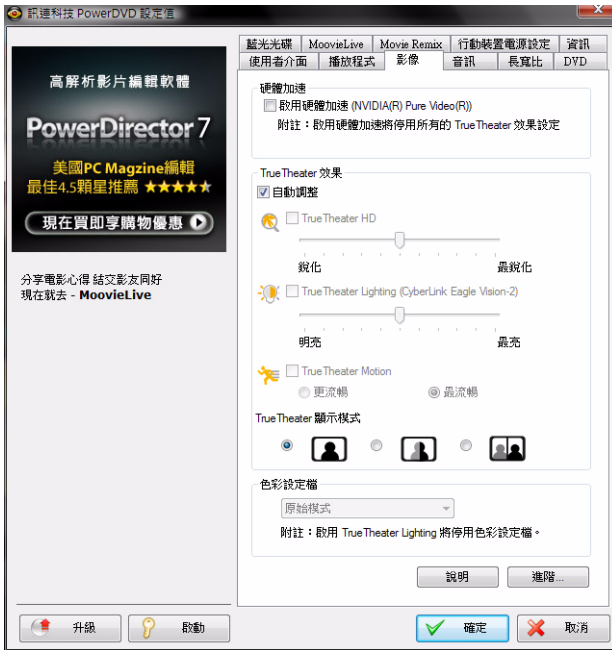 訊連科技 PowerDVD 設定值
高解析影片編輯軟體
PowerDirector 7
美國PC Magzine編輯
最佳4.5顆星推薦
現在買即享購物優惠
分享電影心得 結交影友同好
現在就去 - MoovieLive
藍光光碟 MoovieLive Movie Remix 行動裝置電源設定 資訊
使用者介面 播放程式 影像 音訊 長寬比 DVD
硬體加速
啟用硬體加速 (NVIDIA(R) Pure Video(R))
附註：啟用硬體加速將停用所有的 TrueTheater 效果設定
TrueTheater 效果
自動調整
TrueTheater HD
銳化 最銳化
TrueTheater Lighting (CyberLink Eagle Vision-2)
明亮 最亮
TrueTheater Motion
更流暢 最流暢
TrueTheater 顯示模式
色彩設定檔
原始模式
附註：啟用 TrueTheater Lighting 將停用色彩設定檔。
說明 進階...
升級 啟動 確定 取消